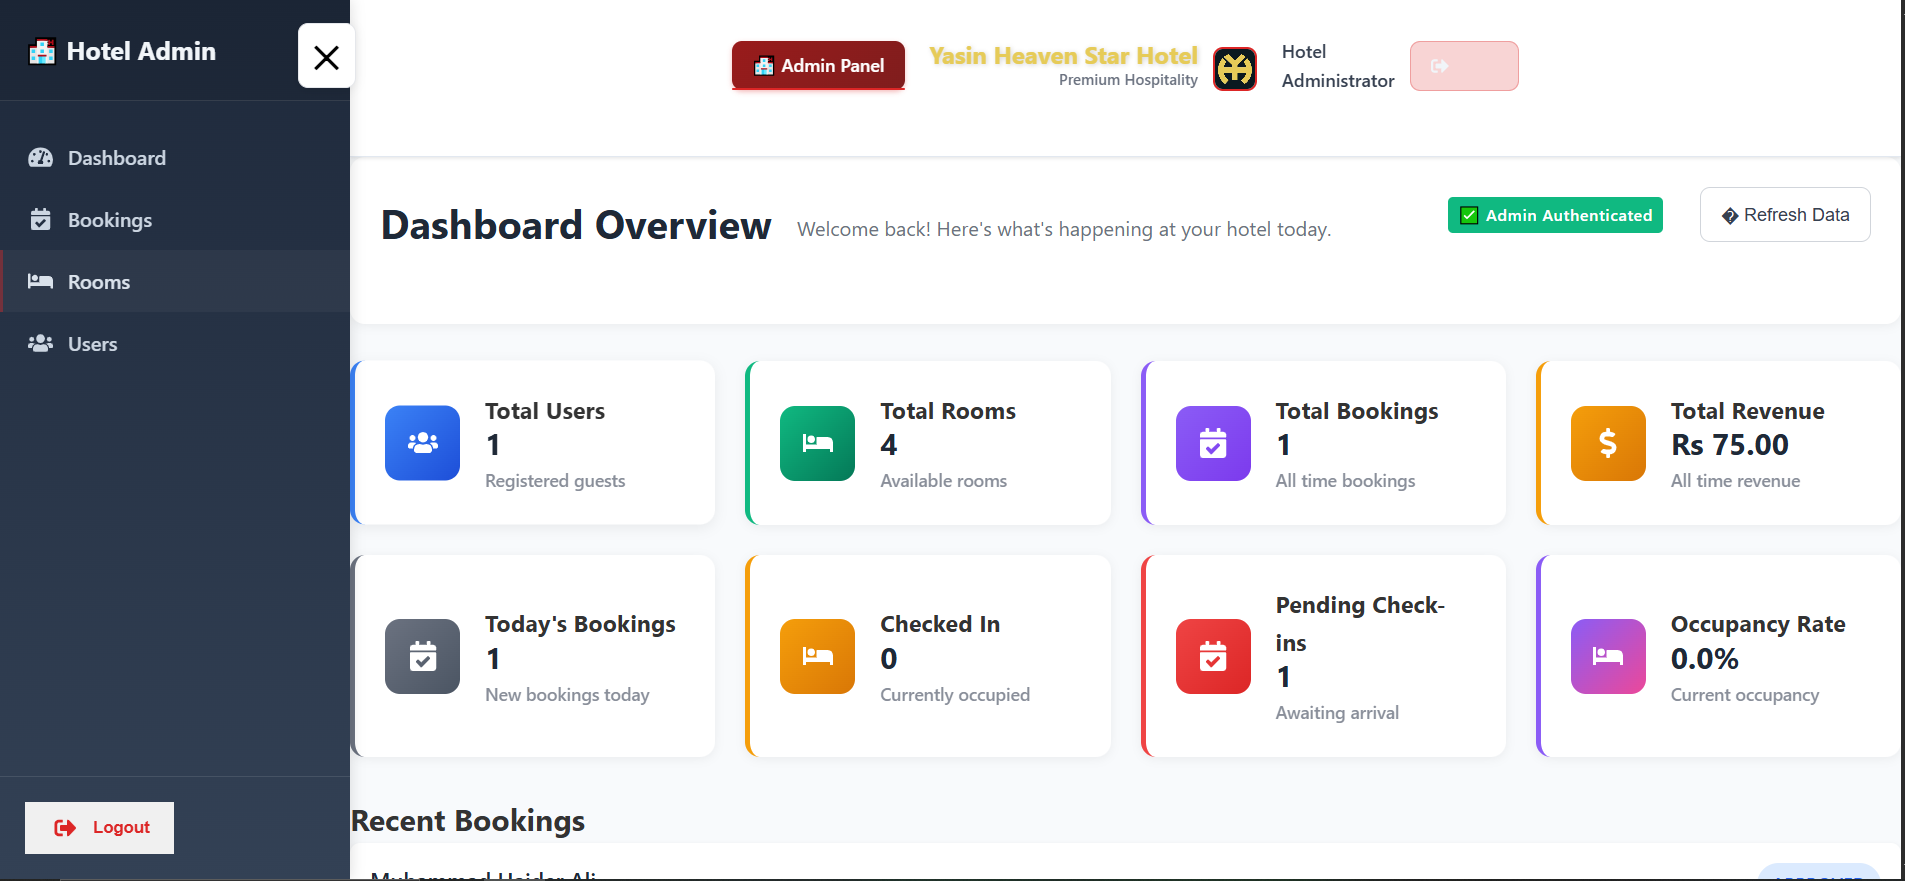 Hotel Admin
Dashboard
Bookings
Rooms
Users
Logout
Admin Panel
Yasin Heaven Star Hotel
Premium Hospitality
Hotel
Administrator
Dashboard Overview
Welcome back! Here's what's happening at your hotel today.
✅ Admin Authenticated
� Refresh Data
Total Users
1
Registered guests
Total Rooms
4
Available rooms
Total Bookings
1
All time bookings
Total Revenue
Rs 75.00
All time revenue
Today's Bookings
1
New bookings today
Checked In
0
Currently occupied
Pending Check-
ins
1
Awaiting arrival
Occupancy Rate
0.0%
Current occupancy
Recent Bookings
Muhammad Haider Ali
APPROVED